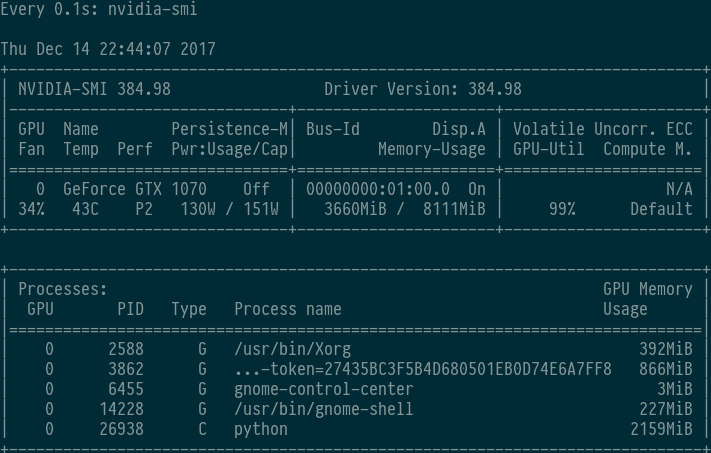 Every 0.1s: nvidia-smi
Thu Dec 14 22:44:07 2017
+-----------------------------------------------------------------------------+
| NVIDIA-SMI 384.98                 Driver Version: 384.98                    |
|-------------------------------+----------------------+----------------------+
| GPU  Name        Persistence-M| Bus-Id        Disp.A | Volatile Uncorr. ECC |
| Fan  Temp  Perf  Pwr:Usage/Cap|         Memory-Usage | GPU-Util  Compute M. |
|===============================+======================+======================|
|   0  GeForce GTX 1070    Off  | 00000000:01:00.0  On |                  N/A |
| 34%   43C    P2   130W / 151W |   3660MiB /  8111MiB |     99%      Default |
+-------------------------------+----------------------+----------------------+
+-----------------------------------------------------------------------------+
| Processes:                                                       GPU Memory |
|  GPU       PID   Type   Process name                             Usage      |
|=============================================================================|
|    0      2588      G   /usr/bin/Xorg                                392MiB |
|    0      3862      G   ...-token=27435BC3F5B4D680501EB0D74E6A7FF8   866MiB |
|    0      6455      G   gnome-control-center                           3MiB |
|    0     14228      G   /usr/bin/gnome-shell                         227MiB |
|    0     26938      C   python                                      2159MiB |
+-----------------------------------------------------------------------------+